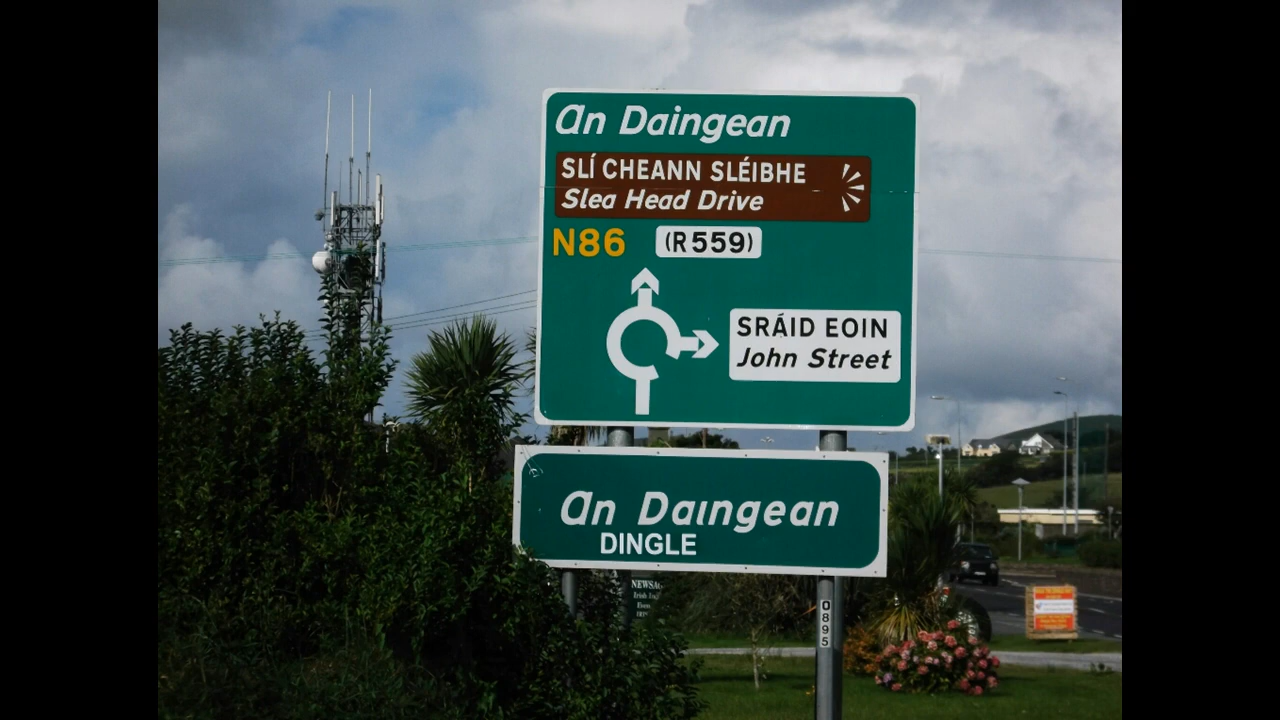 An Daingean
SLÍ CHEANN SLÉIBHE
Slea Head Drive
N86 (R559)
SRÁID EOIN
John Street
An Daingean
DINGLE
0895